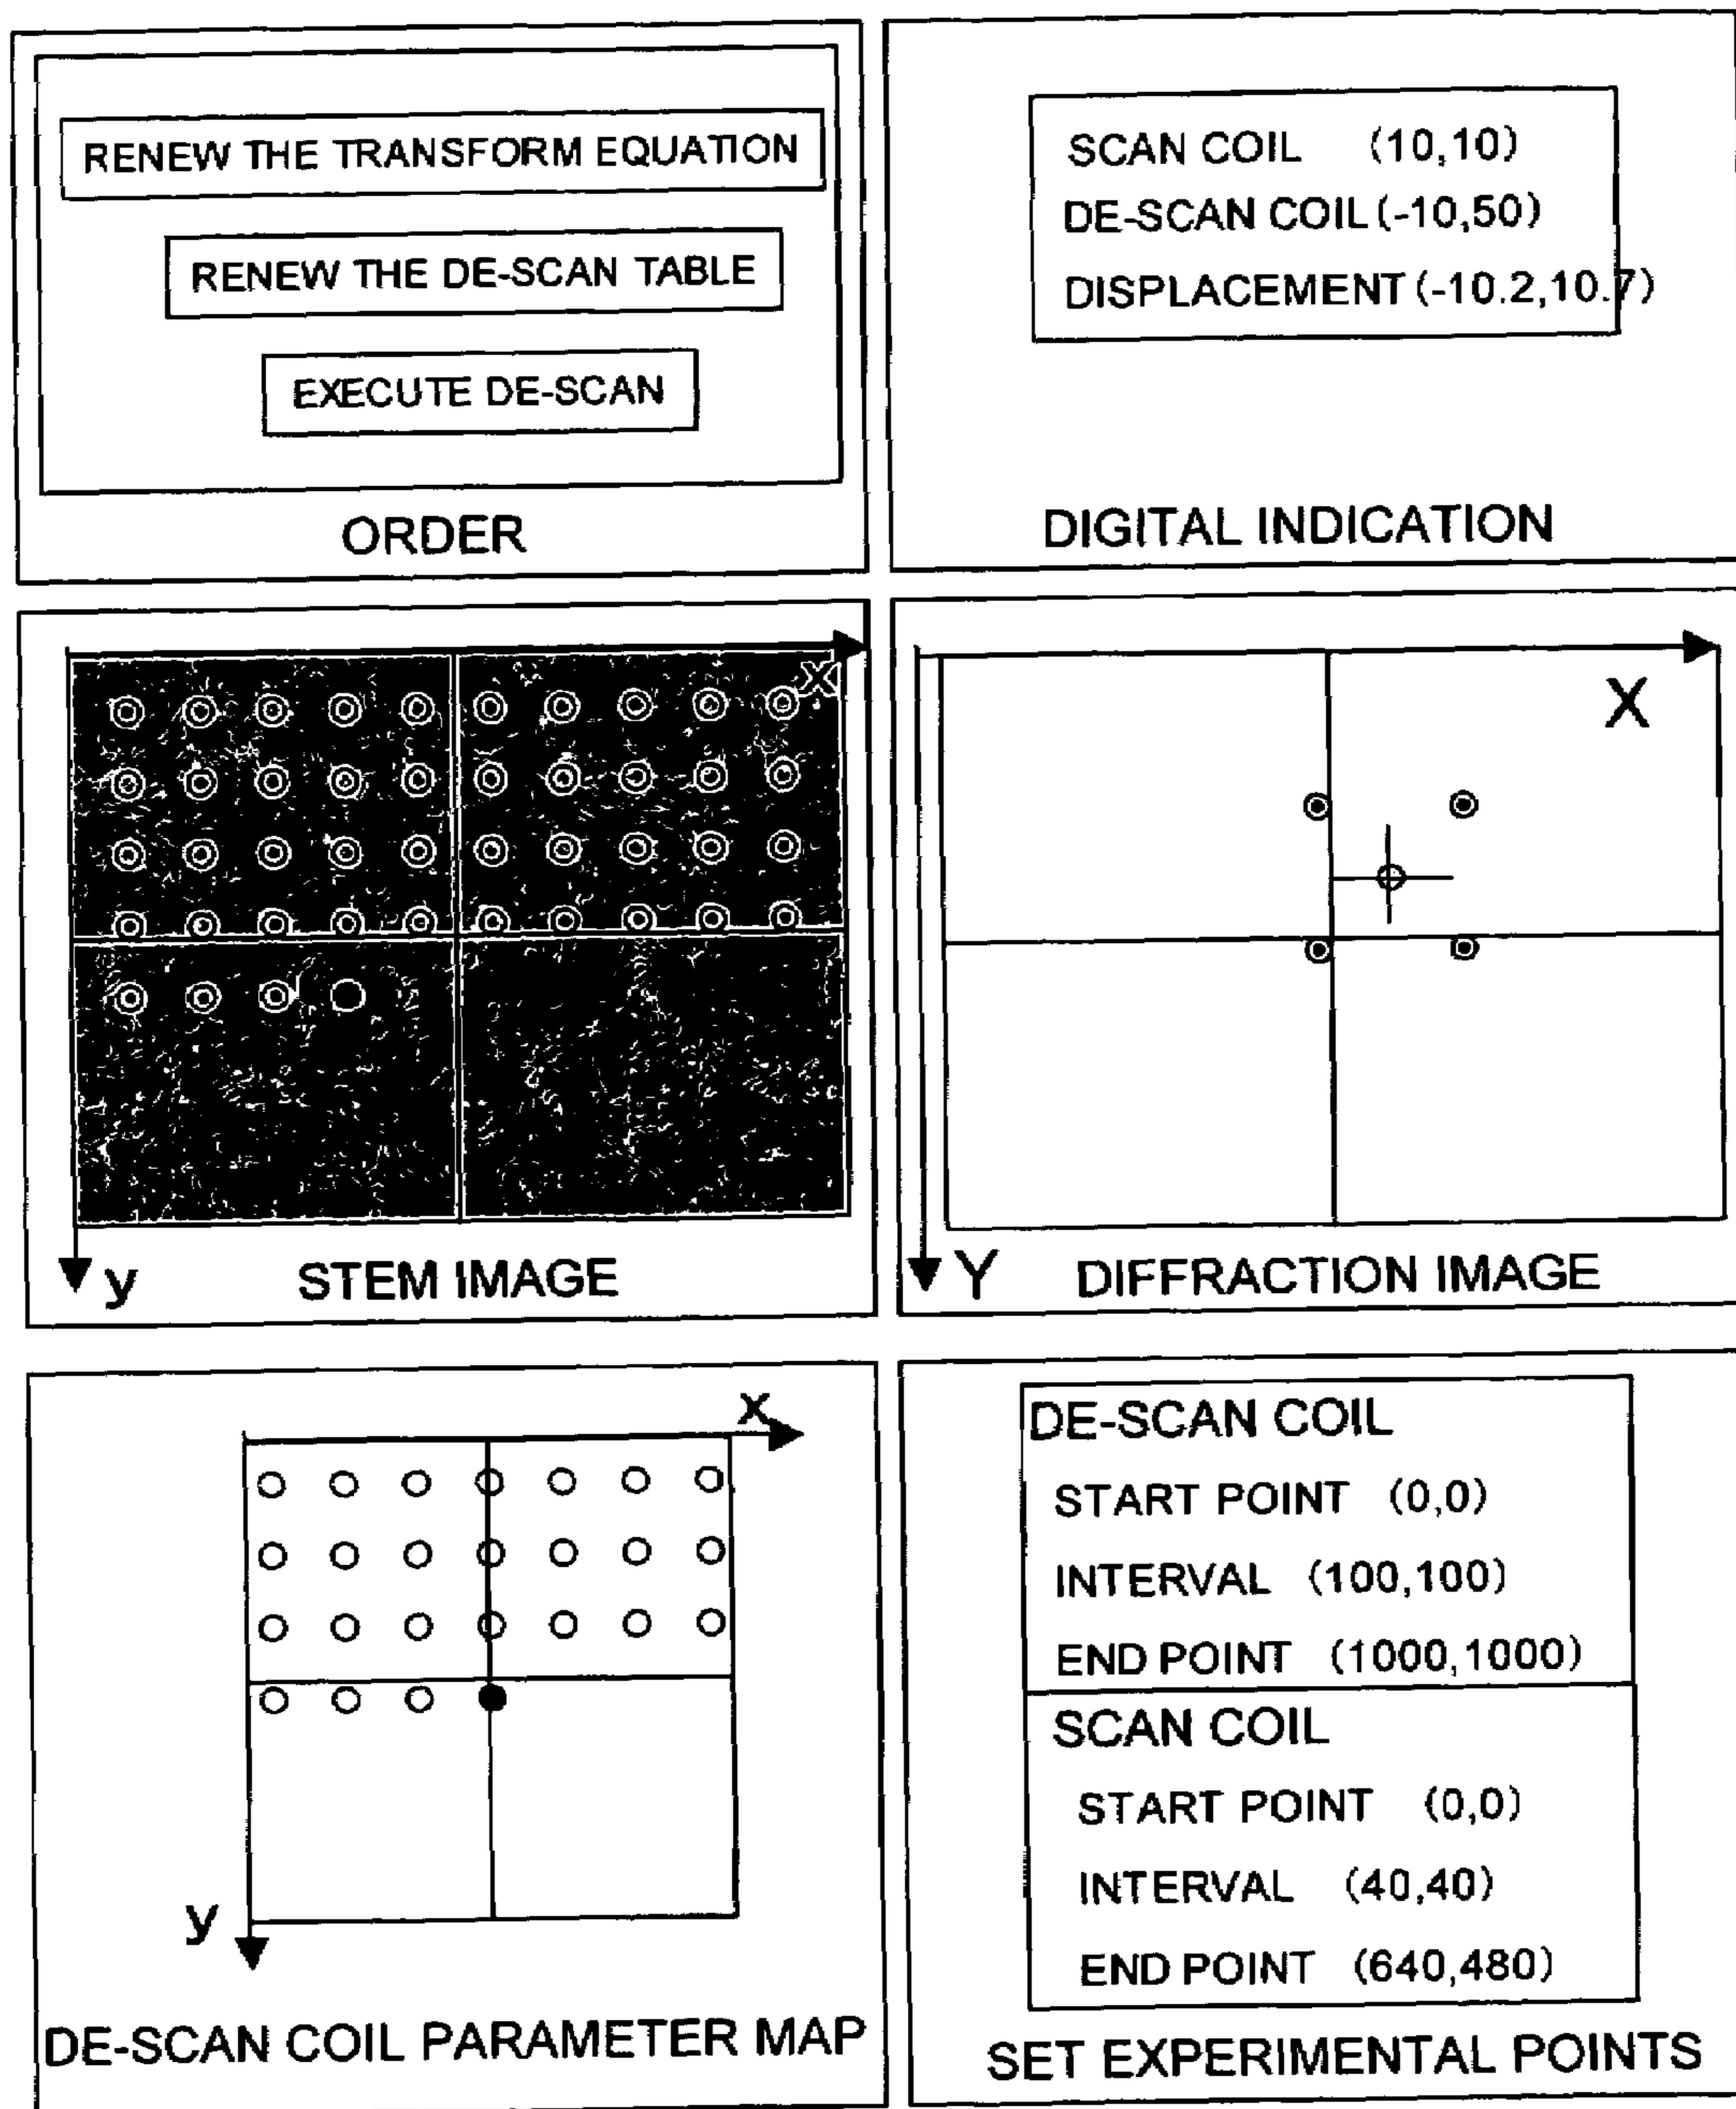 RENEW THE TRANSFORM EQUATION
RENEW THE DE-SCAN TABLE
EXECUTE DE-SCAN
ORDER
SCAN COIL (10,10)
DE-SCAN COIL(-10,50)
DISPLACEMENT(-10.2,10.7)
DIGITAL INDICATION
x
y
STEM IMAGE
X
Y
DIFFRACTION IMAGE
x
y
DE-SCAN COIL PARAMETER MAP
DE-SCAN COIL
START POINT (0,0)
INTERVAL (100,100)
END POINT (1000,1000)
SCAN COIL
START POINT (0,0)
INTERVAL (40,40)
END POINT (640,480)
SET EXPERIMENTAL POINTS